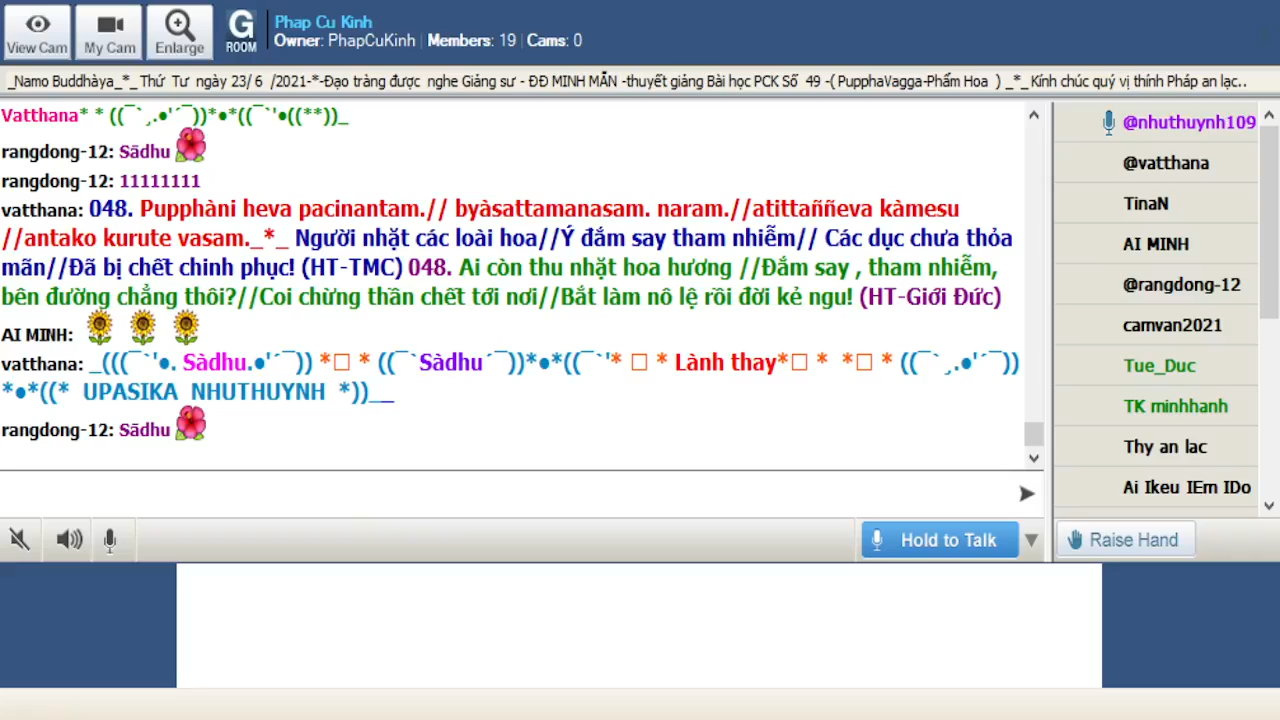 View Cam
My Cam
Enlarge
G
ROOM
Phap Cu Kinh
Owner: PhapCuKinh | Members: 19 | Cams: 0
_Namo Buddhàya_*_Thứ Tư ngày 23/ 6 /2021-*-Đạo tràng được nghe Giảng sư - ĐĐ MINH MẪN -thuyết giảng Bài học PCK Số 49 -( PupphaVagga-Phẩm Hoa ) _*_Kính chúc quý vị thính Pháp an lạc..
Vatthana* * ((¯`¸.●'´¯))*●*((¯`'●((**))_
rangdong-12: Sādhu
rangdong-12: 11111111
vatthana: 048. Pupphàni heva pacinantam.// byàsattamanasam. naram.//atittaññeva kàmesu
//antako kurute vasam._*_ Người nhặt các loài hoa//Ý đắm say tham nhiễm// Các dục chưa thỏa
mãn//Đã bị chết chinh phục! (HT-TMC) 048. Ai còn thu nhặt hoa hương //Đắm say , tham nhiễm,
bên đường chẳng thôi?//Coi chừng thần chết tới nơi//Bắt làm nô lệ rồi đời kẻ ngu! (HT-Giới Đức)
AI MINH:
vatthana: _(((¯`'●. Sàdhu.●'´¯)) *□ * ((¯`Sàdhu´¯))*●*((¯`'* □ * Lành thay*□ * *□ * ((¯`¸.●'´¯))
*●*((* UPASIKA NHUTHUYNH *))__
rangdong-12: Sādhu
@nhuthuynh109
@vatthana
TinaN
AI MINH
@rangdong-12
camvan2021
Tue_Duc
TK minhhanh
Thy an lac
Ai Ikeu IEm IDo
Hold to Talk
Raise Hand